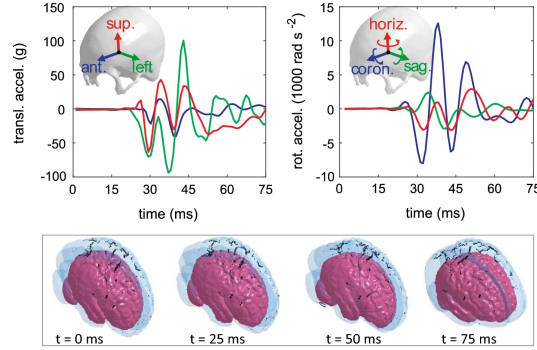 transl. accel. (g)
150
100
50
0
-50
-100
0
15
30
45
60
75
time (ms)
sup.
ant.
left
rot. accel. (1000 rad s⁻²)
15
10
5
0
-5
-10
0
15
30
45
60
75
time (ms)
horiz.
coron.
sag.
t = 0 ms
t = 25 ms
t = 50 ms
t = 75 ms